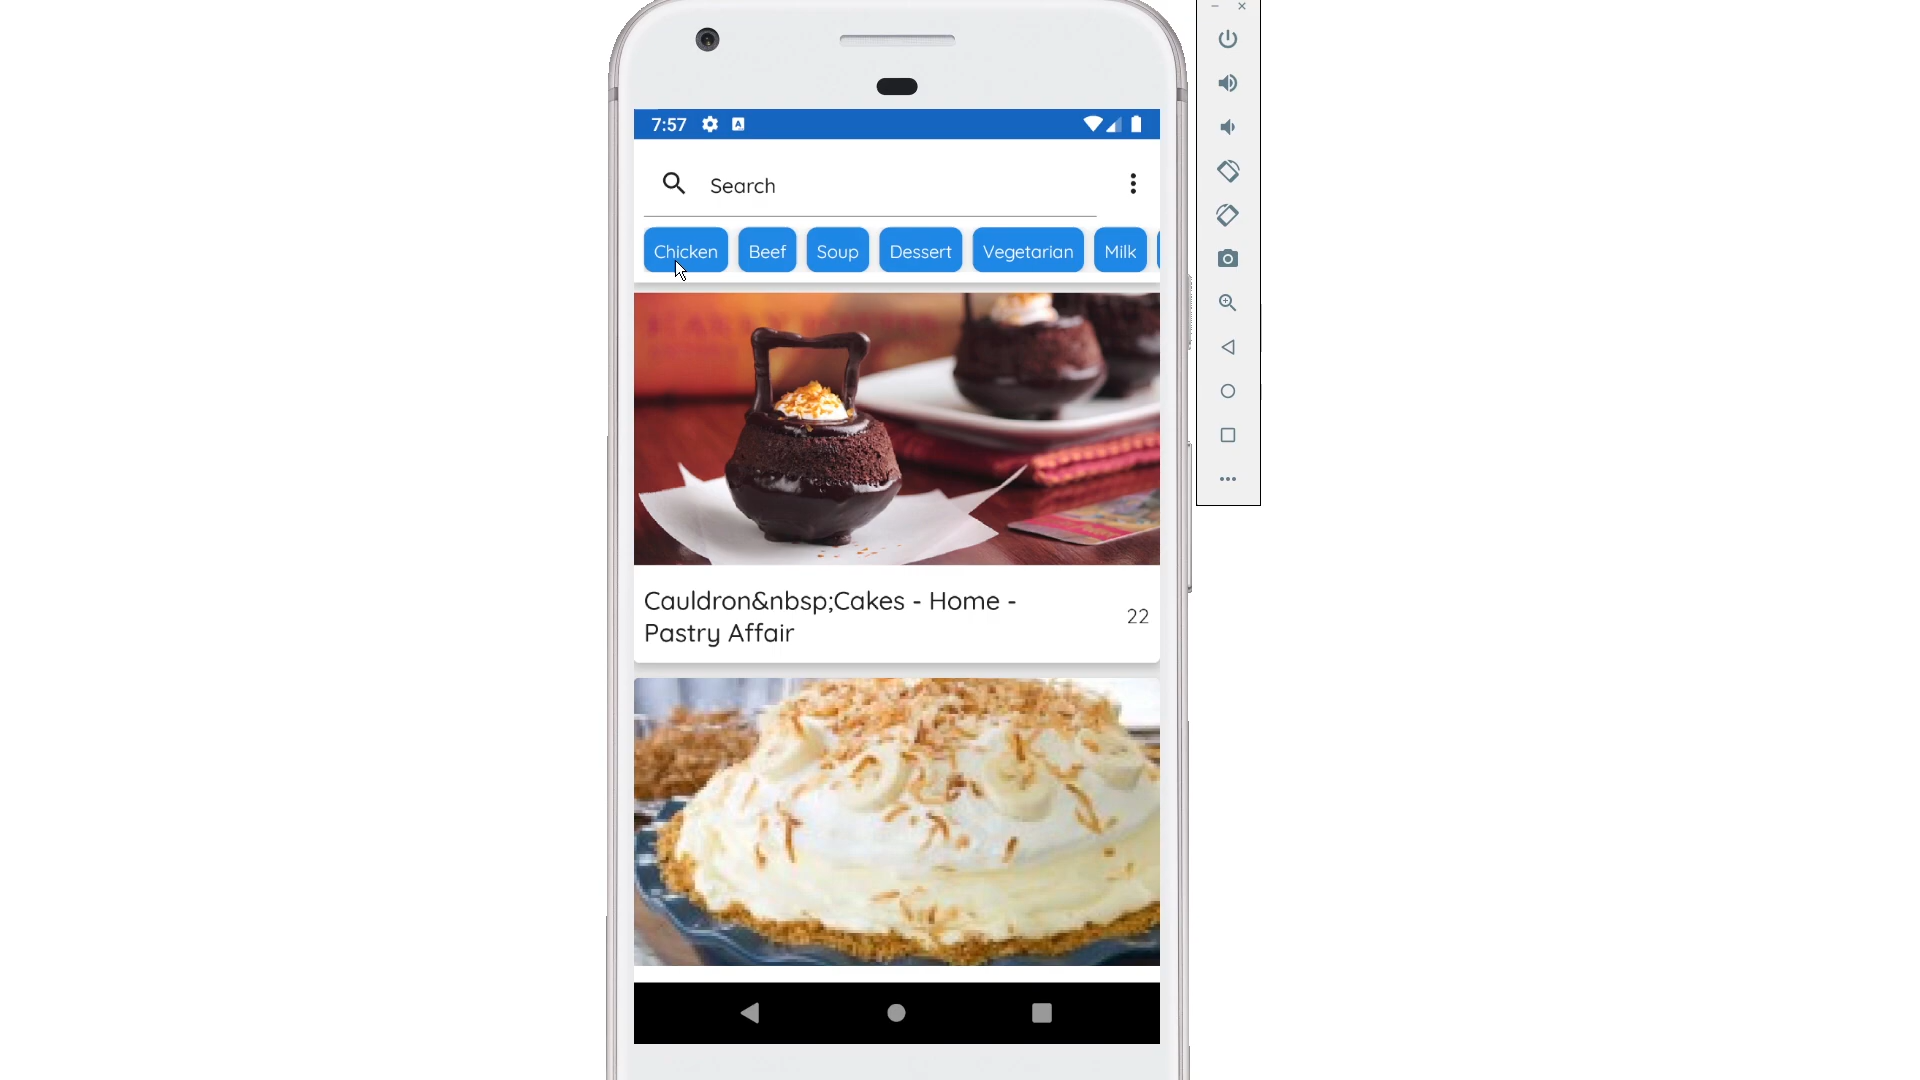 7:57
Search
Chicken Beef Soup Dessert Vegetarian Milk
Cauldron&nbsp;Cakes - Home -
Pastry Affair
22